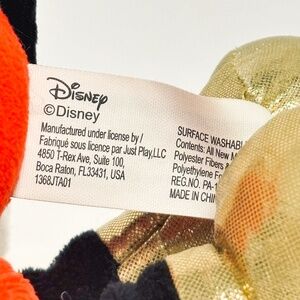 Disney
©Disney
Manufactured under license by /
Fabriqué sous licence par Just Play,LLC
4850 T-Rex Ave, Suite 100,
Boca Raton, FL33431, USA
1368JTA01
SURFACE WASHABL
Contents: All New M
Polyester Fibers &
Polyethylene
REG.NO. PA-1
MADE IN CHIN